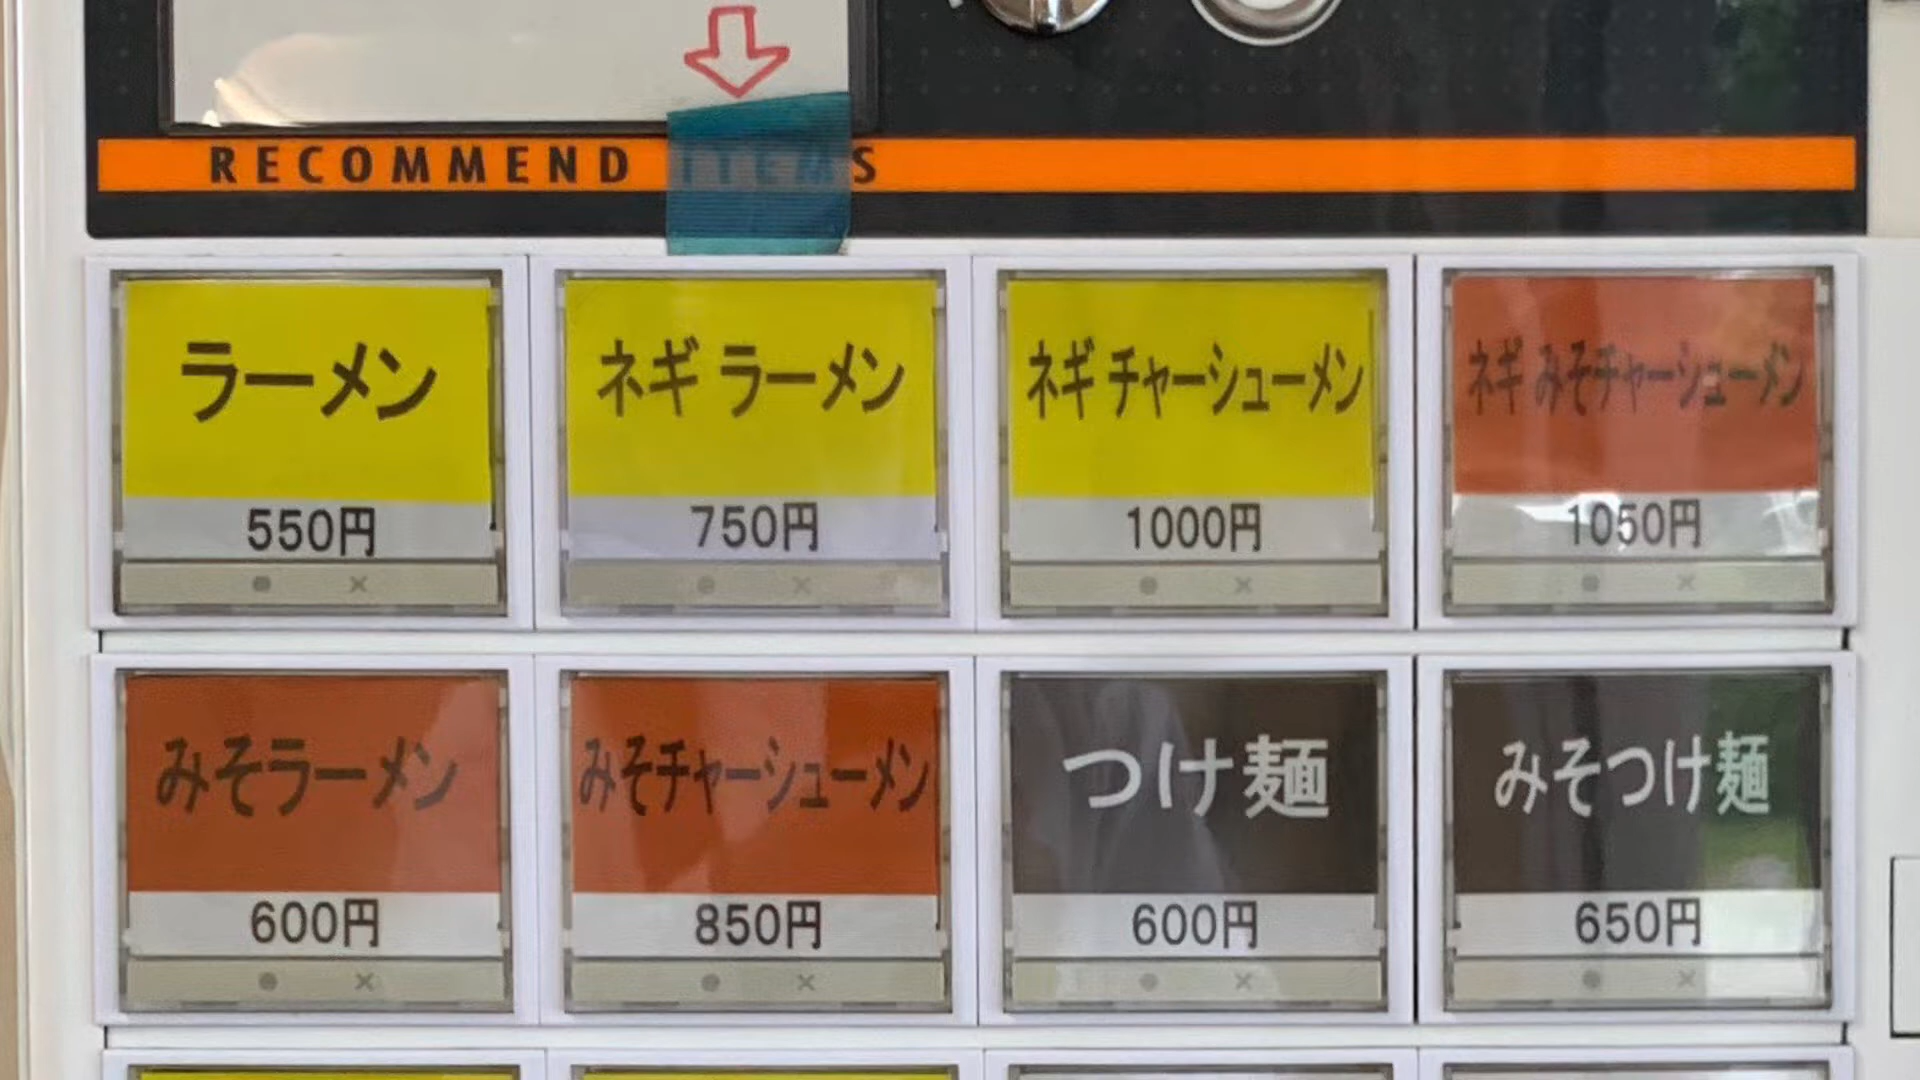 RECOMMEND ITEMS
ラーメン
550円
ネギ ラーメン
750円
ネギ チャーシューメン
1000円
ネギ みそチャーシューメン
1050円
みそラーメン
600円
みそチャーシューメン
850円
つけ麺
600円
みそつけ麺
650円